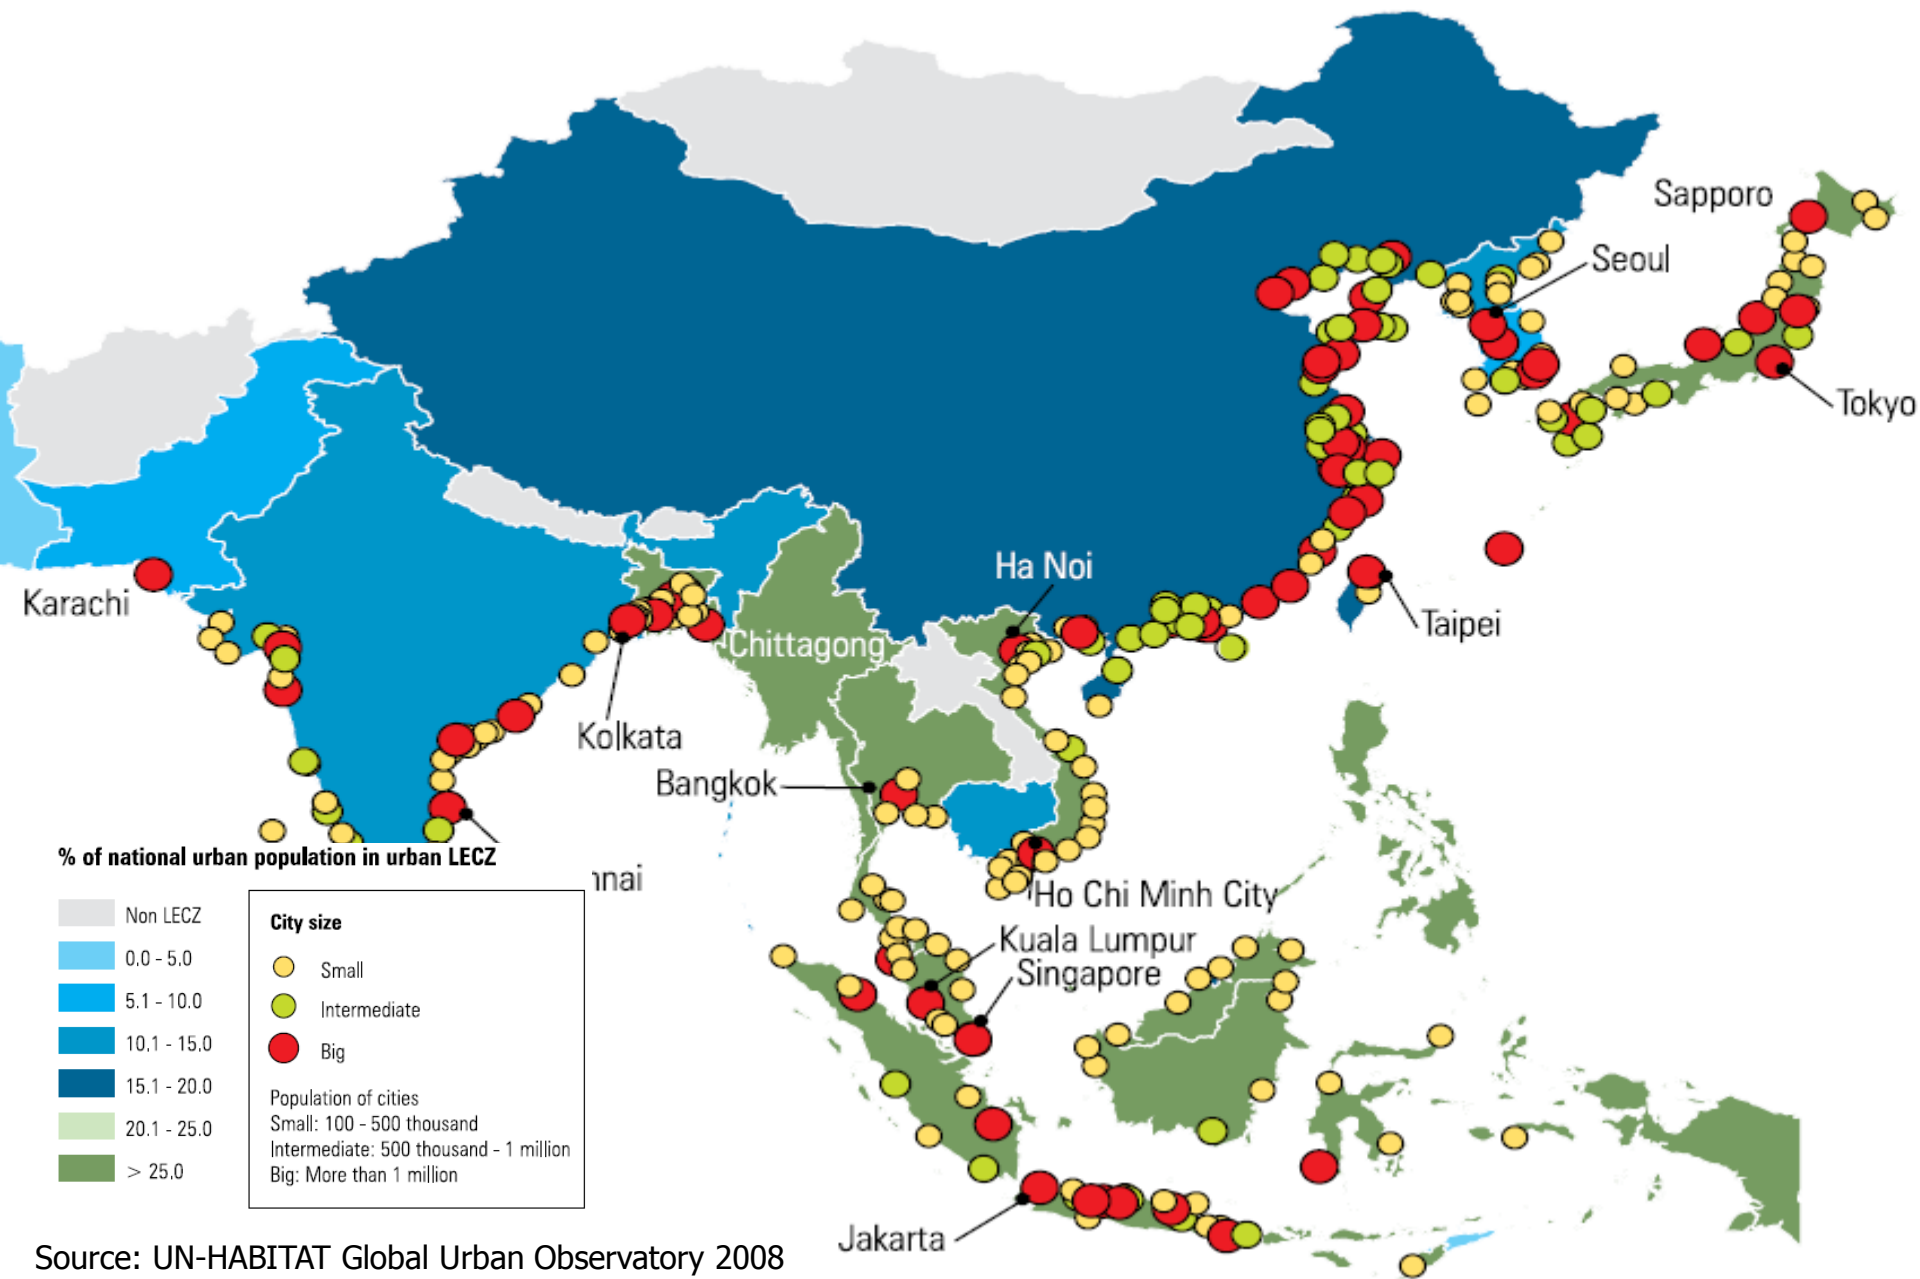 Sapporo
Seoul
Tokyo
Karachi
Ha Noi
Taipei
Chittagong
Kolkata
Bangkok
nnai
Ho Chi Minh City
Kuala Lumpur
Singapore
Jakarta
% of national urban population in urban LECZ
Non LECZ
0.0 - 5.0
5.1 - 10.0
10.1 - 15.0
15.1 - 20.0
20.1 - 25.0
> 25.0
City size
Small
Intermediate
Big
Population of cities
Small: 100 - 500 thousand
Intermediate: 500 thousand - 1 million
Big: More than 1 million
Source: UN-HABITAT Global Urban Observatory 2008